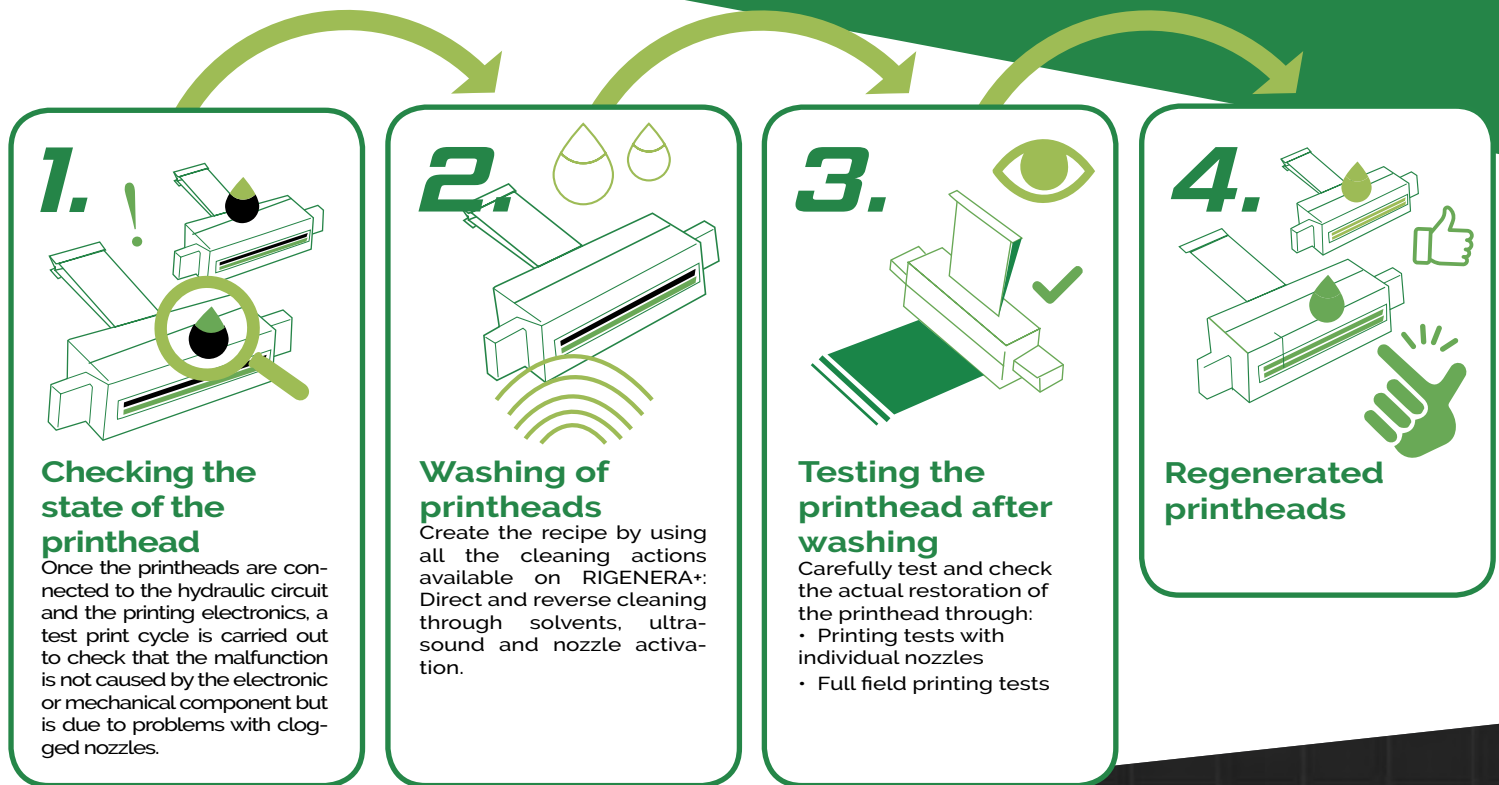 1.
Checking the
state of the
printhead
Once the printheads are con-
nected to the hydraulic circuit
and the printing electronics, a
test print cycle is carried out
to check that the malfunction
is not caused by the electronic
or mechanical component but
is due to problems with clog-
ged nozzles.
2.
Washing of
printheads
Create the recipe by using
all the cleaning actions
available on RIGENERA+:
Direct and reverse cleaning
through solvents, ultra-
sound and nozzle activa-
tion.
3.
Testing the
printhead after
washing
Carefully test and check
the actual restoration of
the printhead through:
• Printing tests with
individual nozzles
• Full field printing tests
4.
Regenerated
printheads